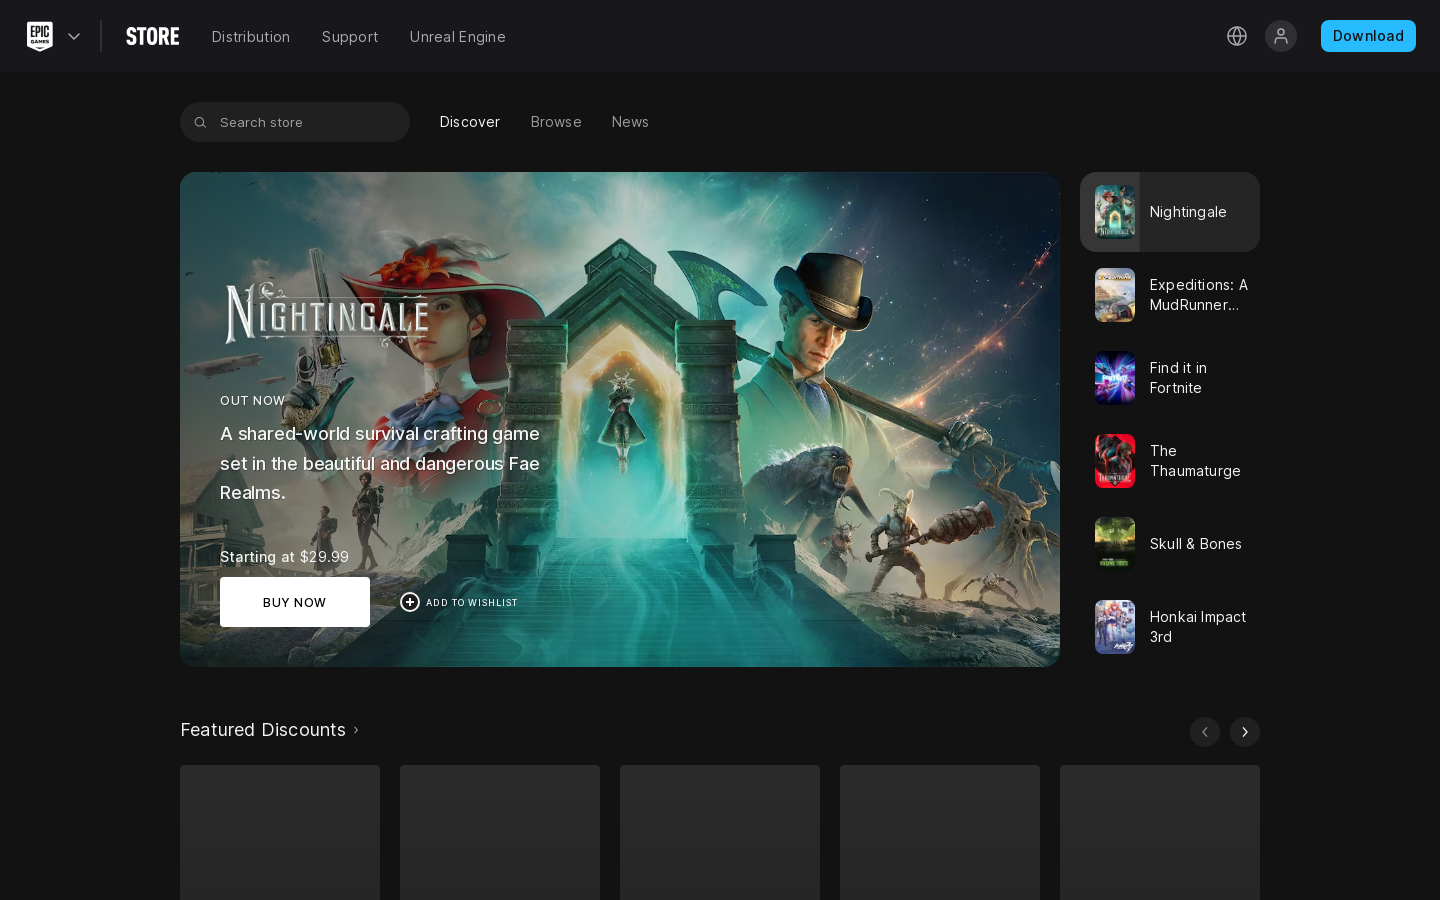 EPIC
GAMES
STORE
Distribution
Support
Unreal Engine
Download
Search store
Discover
Browse
News
NIGHTINGALE
OUT NOW
A shared-world survival crafting game
set in the beautiful and dangerous Fae
Realms.
Starting at $29.99
BUY NOW
ADD TO WISHLIST
Nightingale
Expeditions: A
MudRunner...
Find it in
Fortnite
The
Thaumaturge
Skull & Bones
Honkai Impact
3rd
Featured Discounts